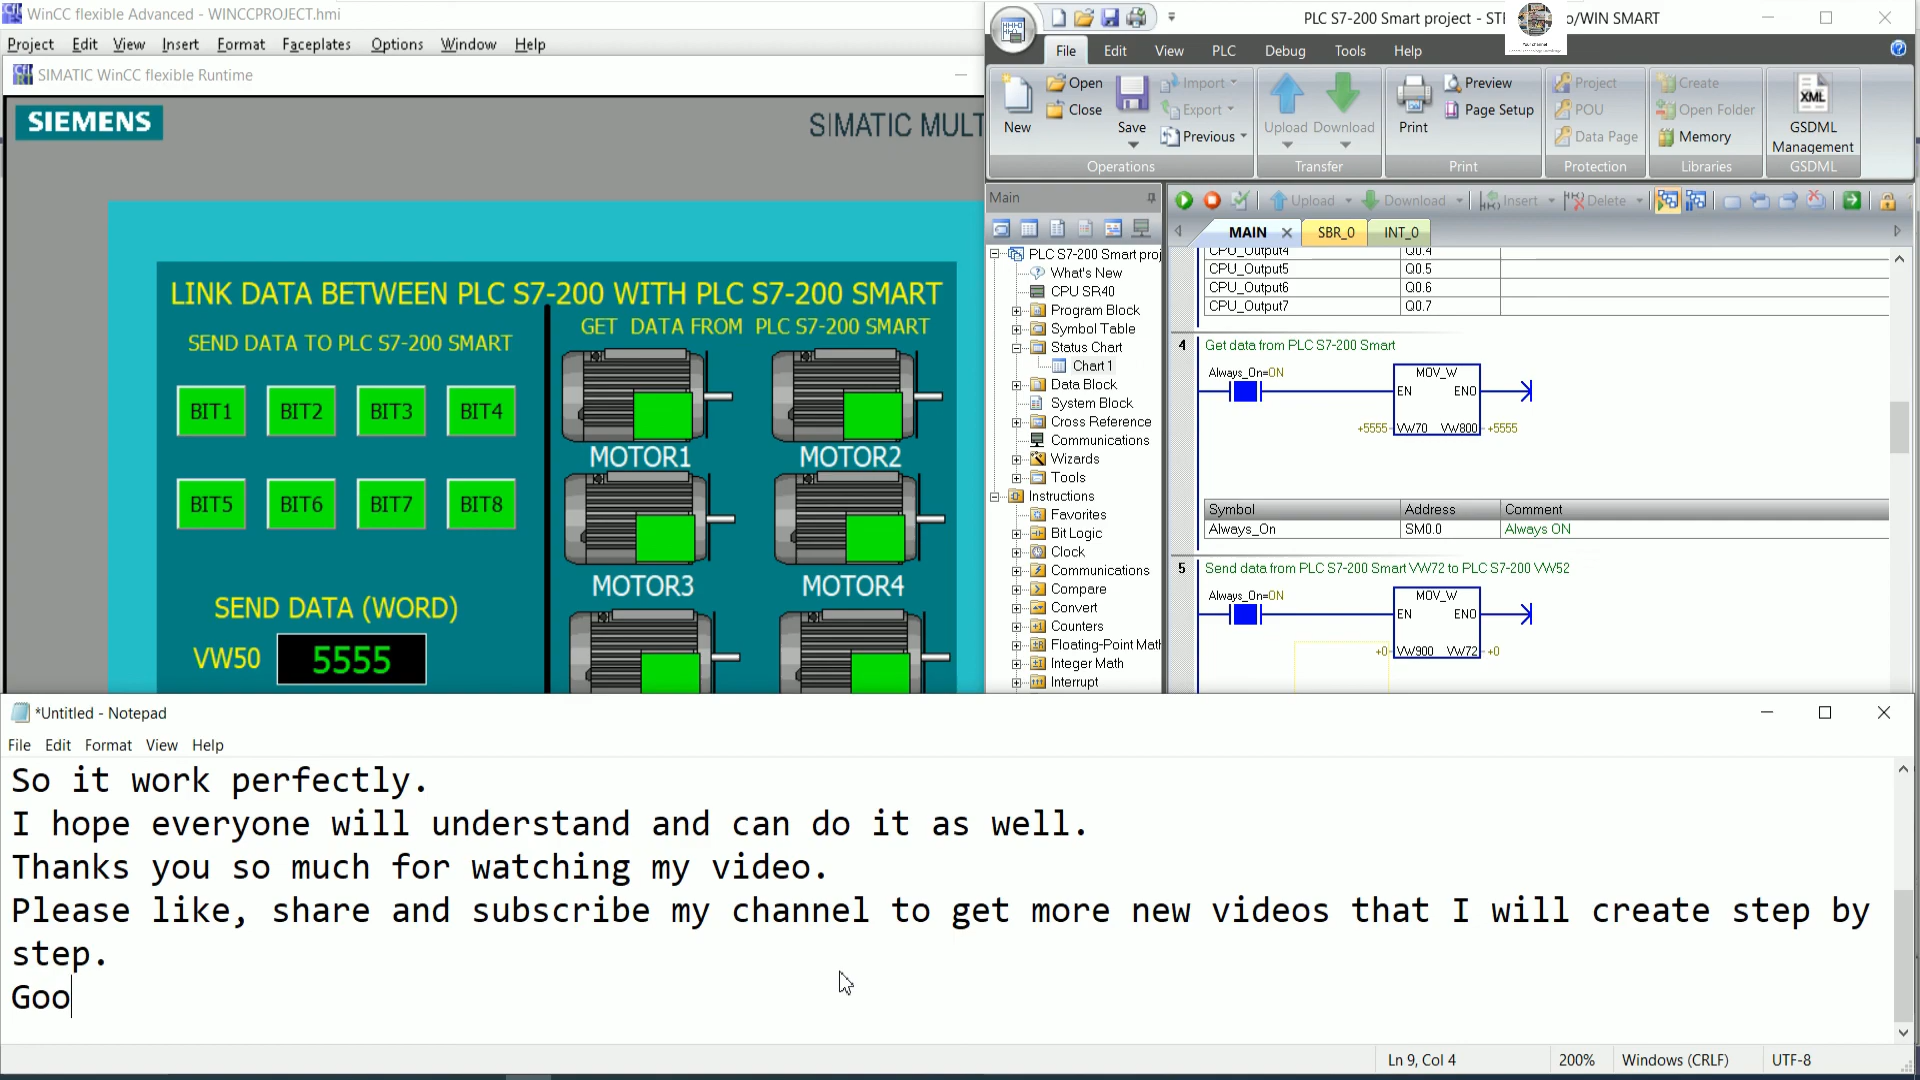 WinCC flexible Advanced - WINCCPROJECT.hmi
Project Edit View Insert Format Faceplates Options Window Help
SIMATIC WinCC flexible Runtime
SIEMENS
SIMATIC MULT
LINK DATA BETWEEN PLC S7-200 WITH PLC S7-200 SMART
SEND DATA TO PLC S7-200 SMART
GET DATA FROM PLC S7-200 SMART
BIT1 BIT2 BIT3 BIT4
BIT5 BIT6 BIT7 BIT8
MOTOR1 MOTOR2
MOTOR3 MOTOR4
SEND DATA (WORD)
VW50 5555
PLC S7-200 Smart project - STE o/WIN SMART
File Edit View PLC Debug Tools Help
New
Open
Close
Save
Import
Export
Previous
Operations
Upload Download
Transfer
Print
Preview
Page Setup
Print
Project
POU
Data Page
Protection
Create
Open Folder
Memory
Libraries
XML
GSDML
Management
GSDML
Main
Upload Download Insert Delete
MAIN SBR_0 INT_0
PLC S7-200 Smart proj
What's New
CPU SR40
Program Block
Symbol Table
Status Chart
Chart 1
Data Block
System Block
Cross Reference
Communications
Wizards
Tools
Instructions
Favorites
Bit Logic
Clock
Communications
Compare
Convert
Counters
Floating-Point Math
Integer Math
Interrupt
CPU_Output4 Q0.4
CPU_Output5 Q0.5
CPU_Output6 Q0.6
CPU_Output7 Q0.7
4 Get data from PLC S7-200 Smart
Always_On=ON
MOV_W
EN ENO
+5555 VW70 VW800 +5555
Symbol Address Comment
Always_On SM0.0 Always ON
5 Send data from PLC S7-200 Smart VW72 to PLC S7-200 VW52
Always_On=ON
MOV_W
EN ENO
+0 VW900 VW72 +0
*Untitled - Notepad
File Edit Format View Help
So it work perfectly.
I hope everyone will understand and can do it as well.
Thanks you so much for watching my video.
Please like, share and subscribe my channel to get more new videos that I will create step by
step.
Goo
Ln 9, Col 4 200% Windows (CRLF) UTF-8